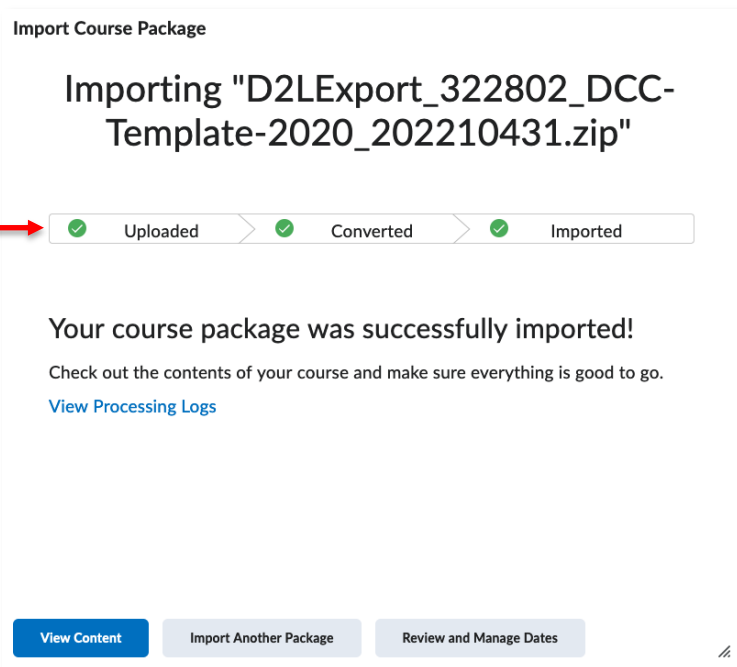 Import Course Package
Importing "D2LExport_322802_DCC-
Template-2020_202210431.zip"
Uploaded Converted Imported
Your course package was successfully imported!
Check out the contents of your course and make sure everything is good to go.
View Processing Logs
View Content Import Another Package Review and Manage Dates